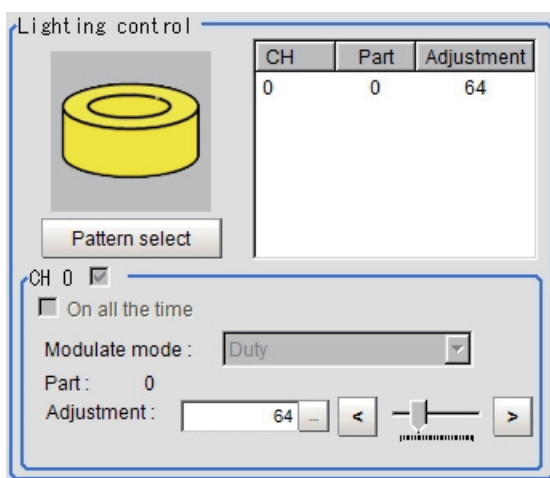 Lighting control
CH Part Adjustment
0 0 64
Pattern select
CH 0
On all the time
Modulate mode : Duty
Part : 0
Adjustment : 64 ... < >